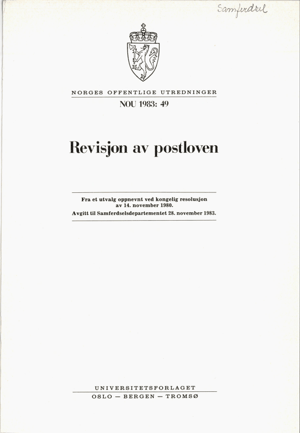 Samferdsel
NORGES OFFENTLIGE UTREDNINGER
NOU 1983: 49
Revisjon av postloven
Fra et utvalg oppnevnt ved kongelig resolusjon
av 14. november 1980.
Avgitt til Samferdselsdepartementet 28. november 1983.
UNIVERSITETSFORLAGET
OSLO — BERGEN — TROMSØ